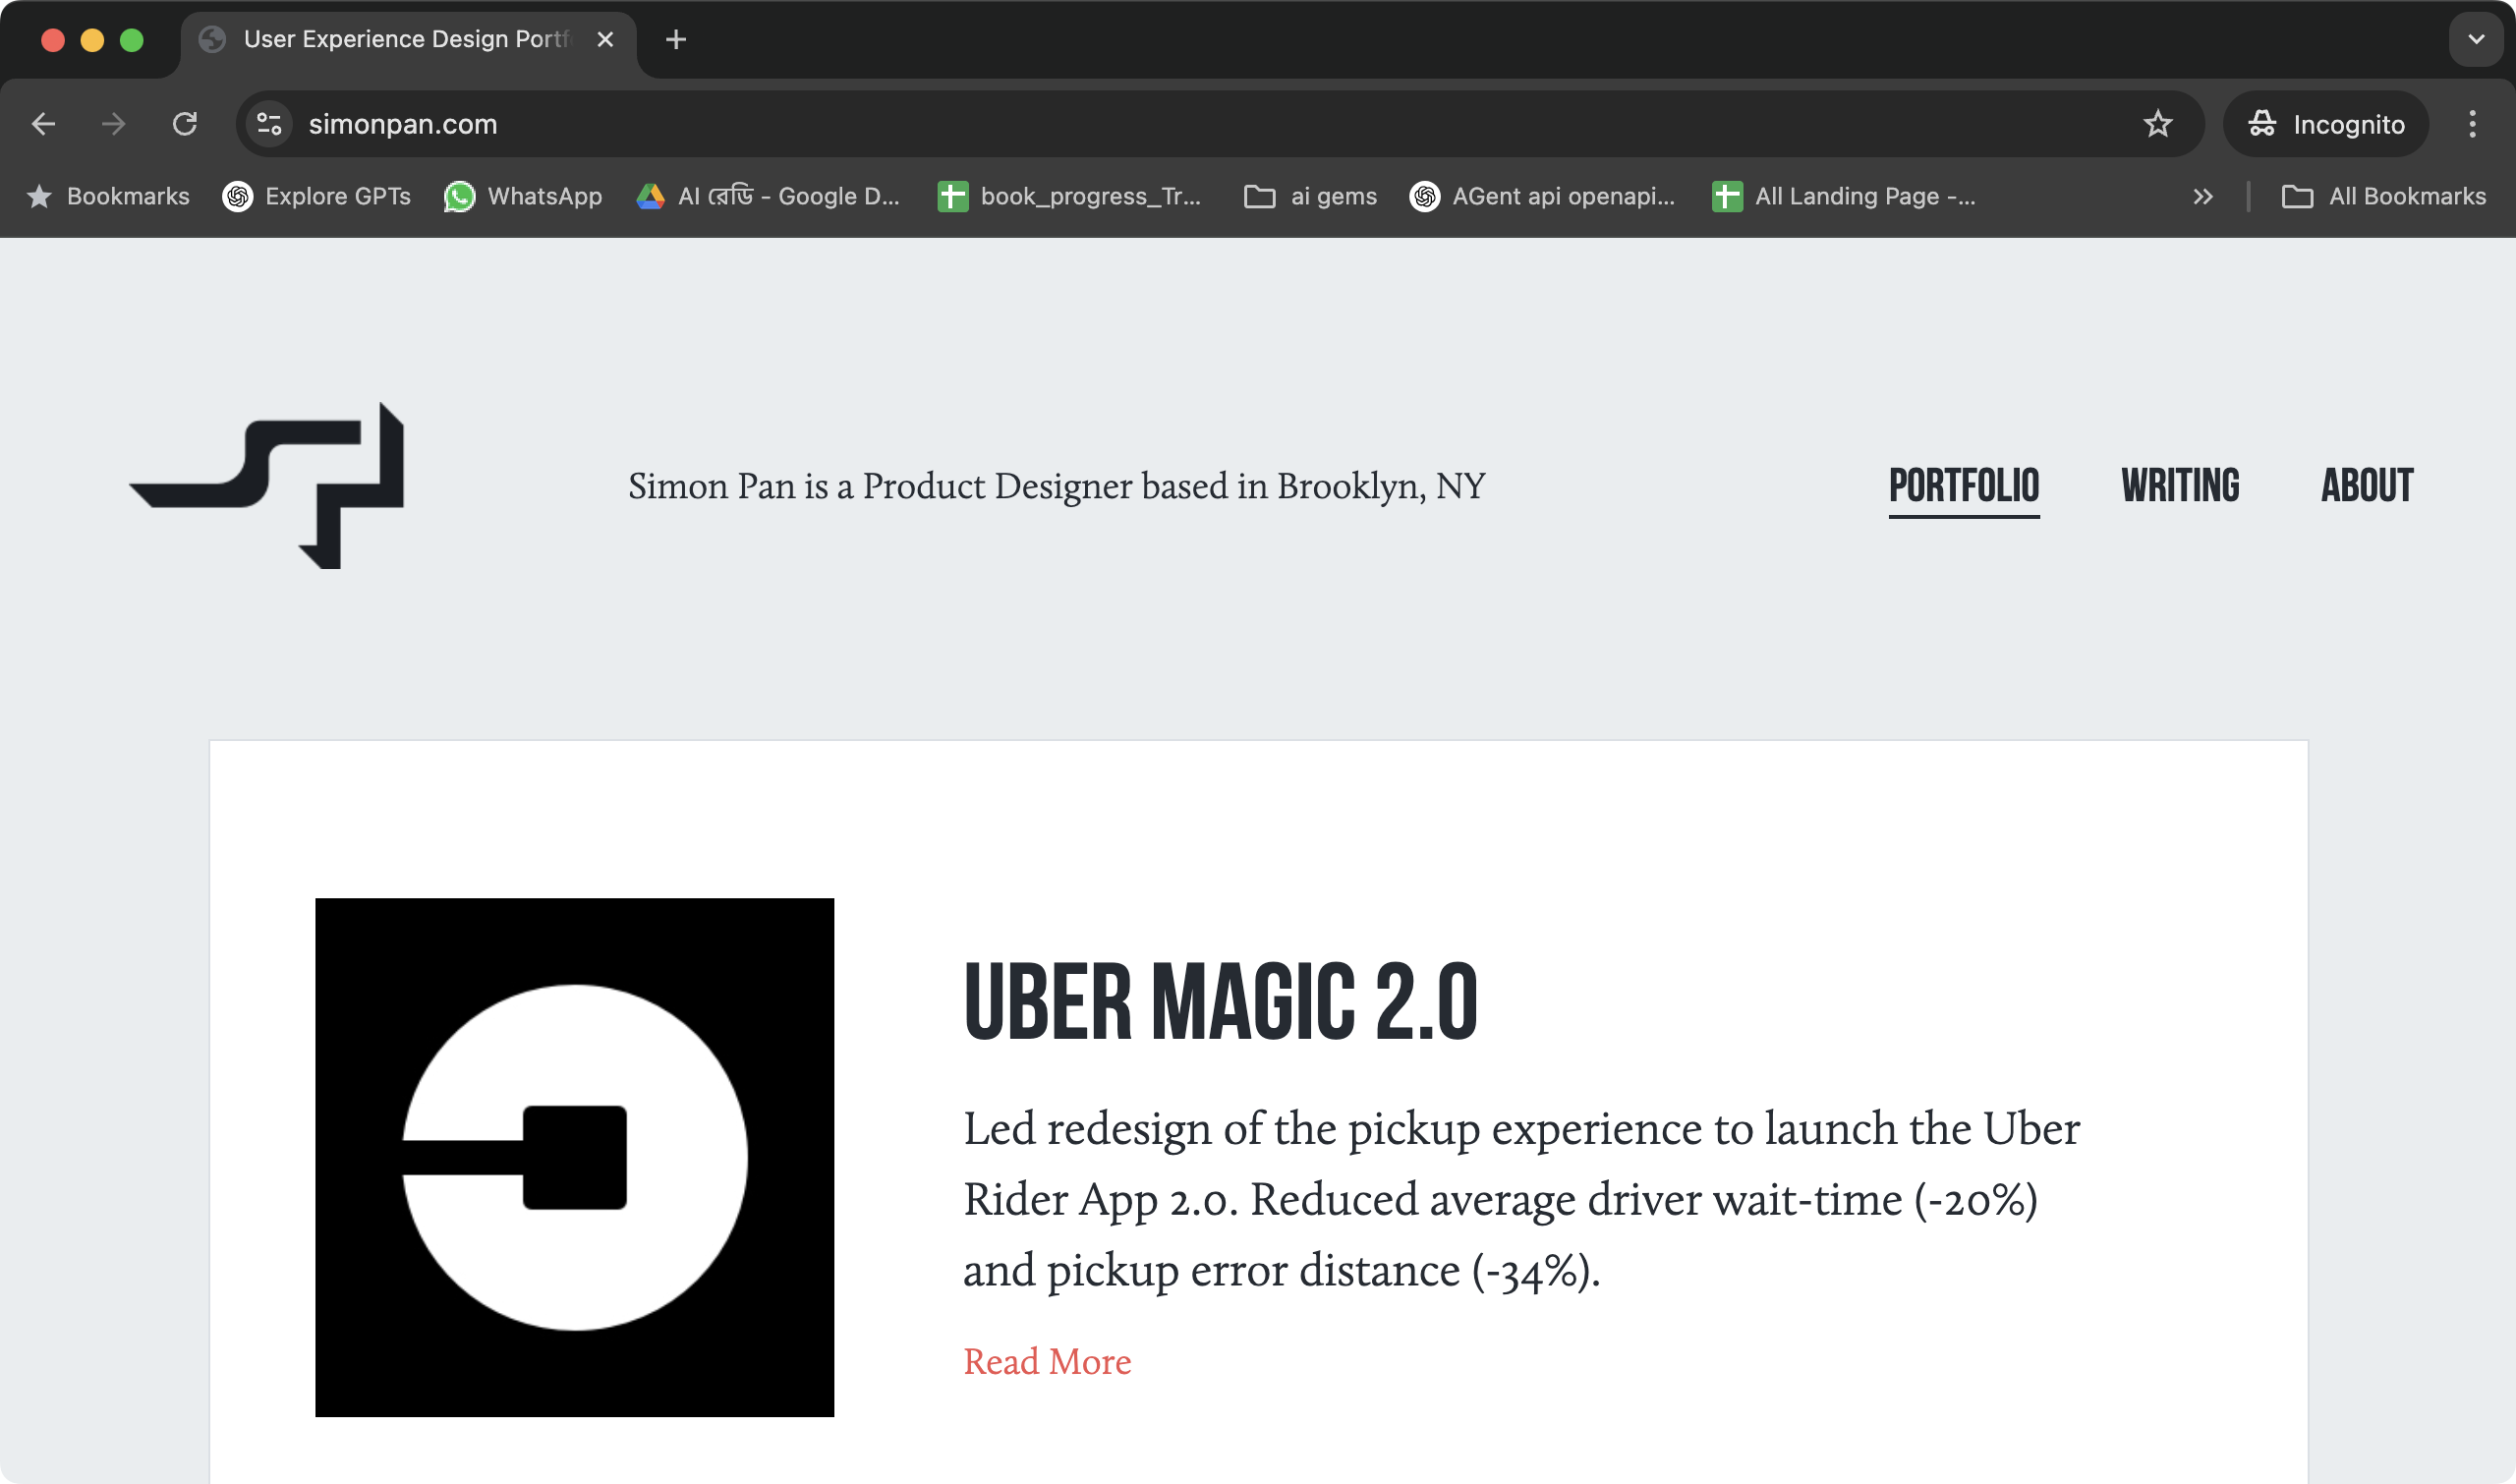 User Experience Design Portf
simonpan.com
Incognito
Bookmarks
Explore GPTs
WhatsApp
AI রেডি - Google D...
book_progress_Tr...
ai gems
AGent api openapi...
All Landing Page -...
All Bookmarks
Simon Pan is a Product Designer based in Brooklyn, NY
PORTFOLIO
WRITING
ABOUT
UBER MAGIC 2.0
Led redesign of the pickup experience to launch the Uber
Rider App 2.0. Reduced average driver wait-time (-20%)
and pickup error distance (-34%).
Read More